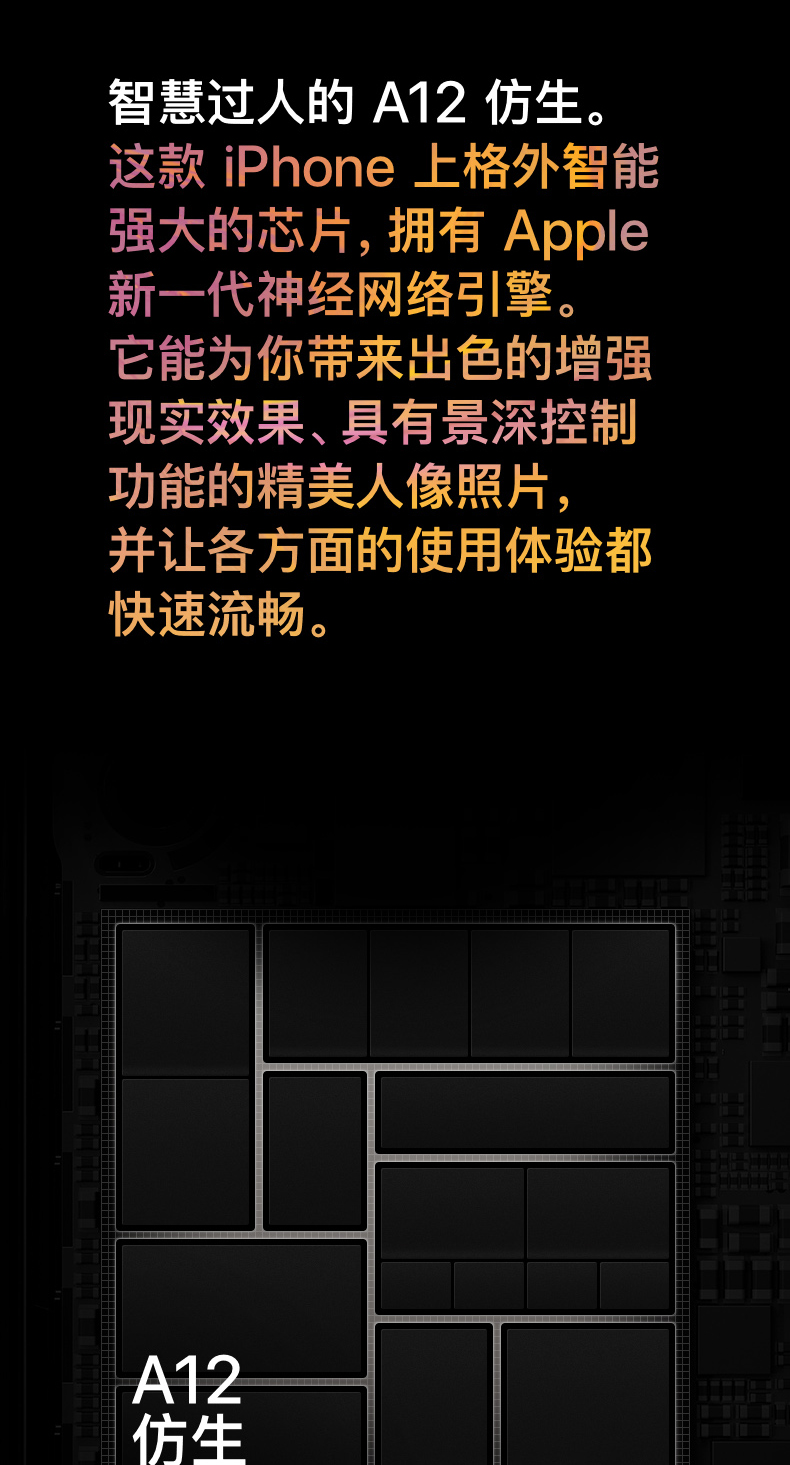 智慧过人的 A12 仿生。
这款 iPhone 上格外智能
强大的芯片，拥有 Apple
新一代神经网络引擎。
它能为你带来出色的增强
现实效果、具有景深控制
功能的精美人像照片，
并让各方面的使用体验都
快速流畅。
A12
仿生